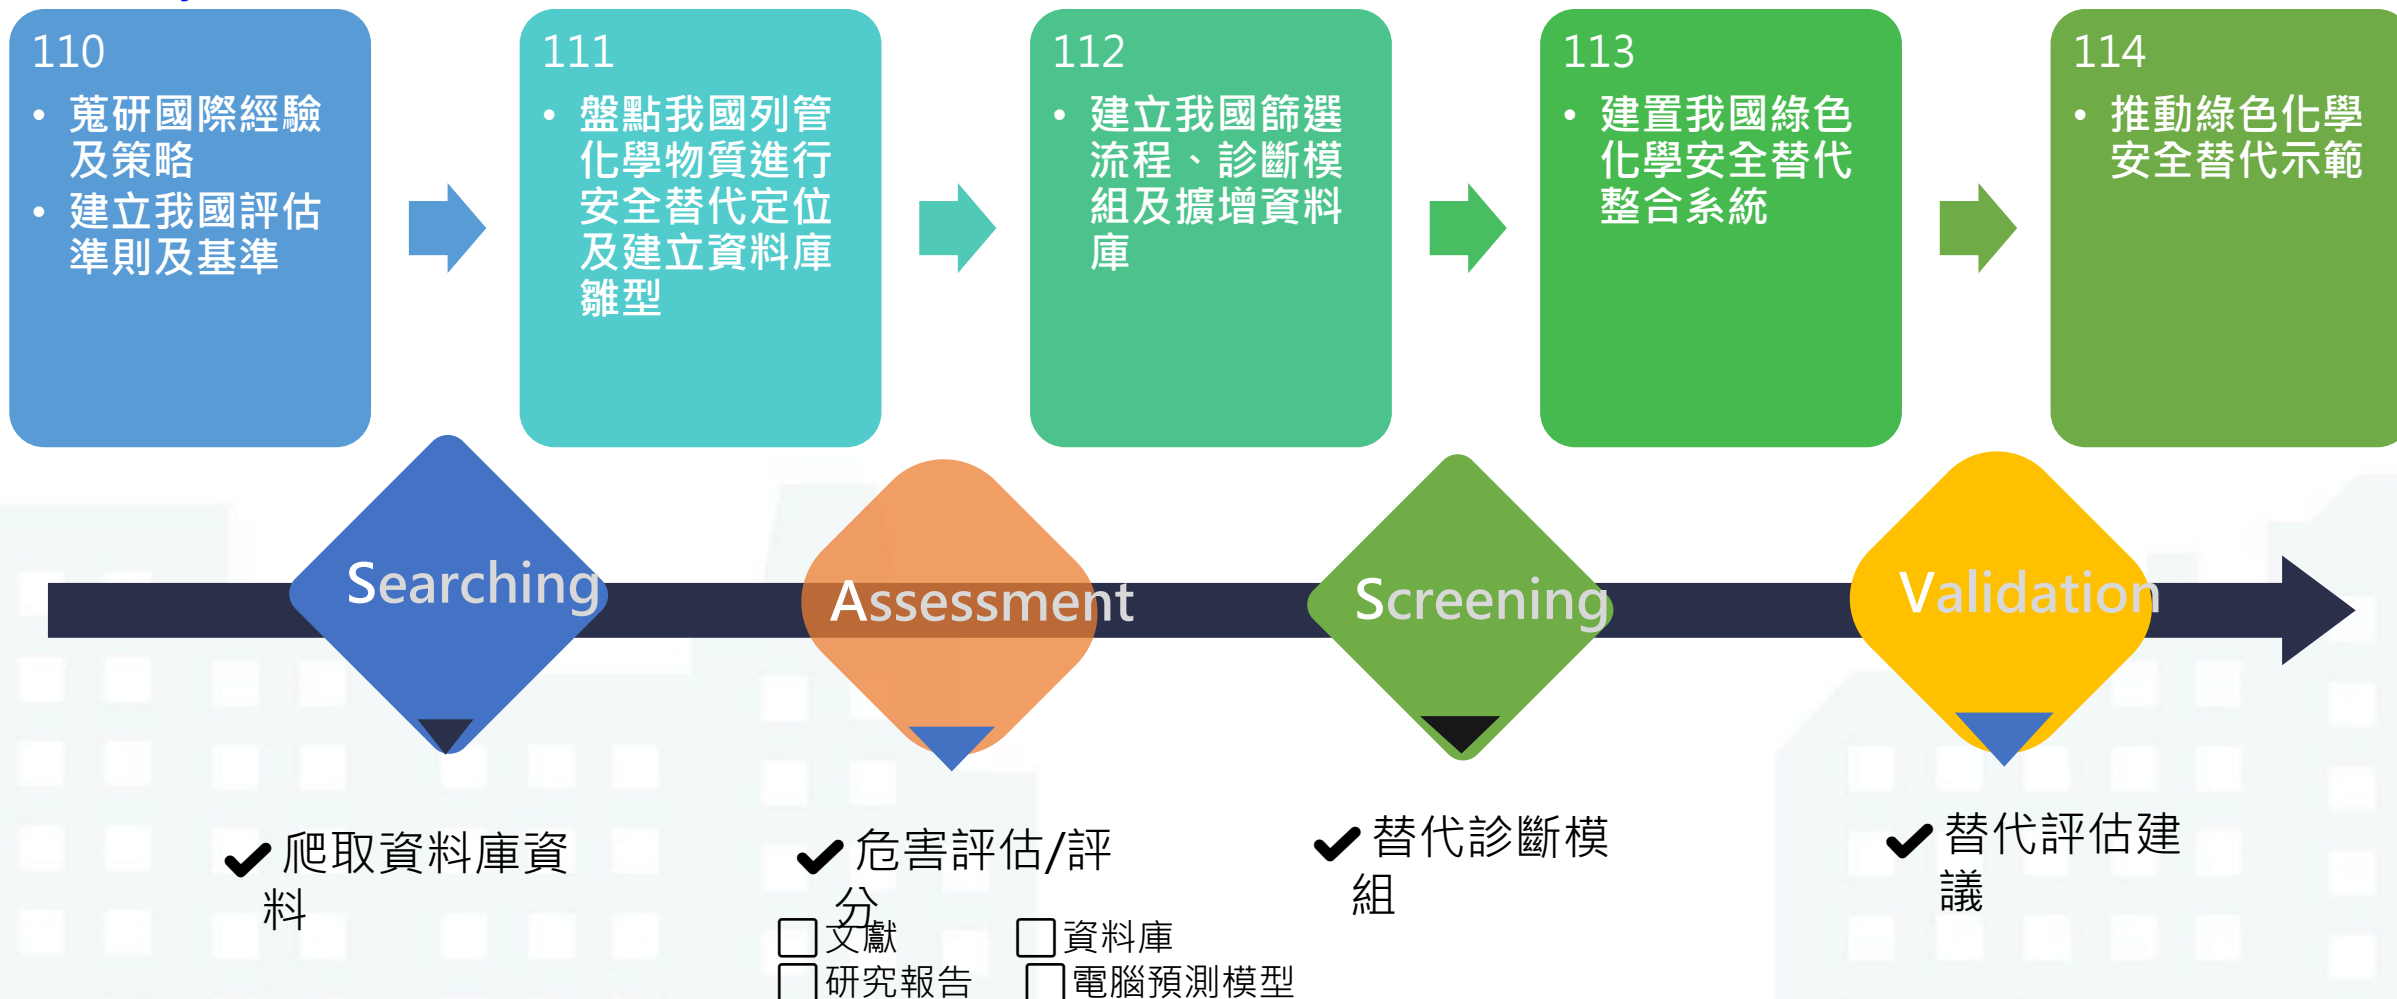 110
• 蒐研國際經驗
及策略
• 建立我國評估
準則及基準
111
• 盤點我國列管
化學物質進行
安全替代定位
及建立資料庫
雛型
112
• 建立我國篩選
流程、診斷模
組及擴增資料
庫
113
• 建置我國綠色
化學安全替代
整合系統
114
• 推動綠色化學
安全替代示範
Searching
Assessment
Screening
Validation
✔爬取資料庫資
料
✔危害評估/評
分
□文獻 □資料庫
□研究報告 □電腦預測模型
✔替代診斷模
組
✔替代評估建
議